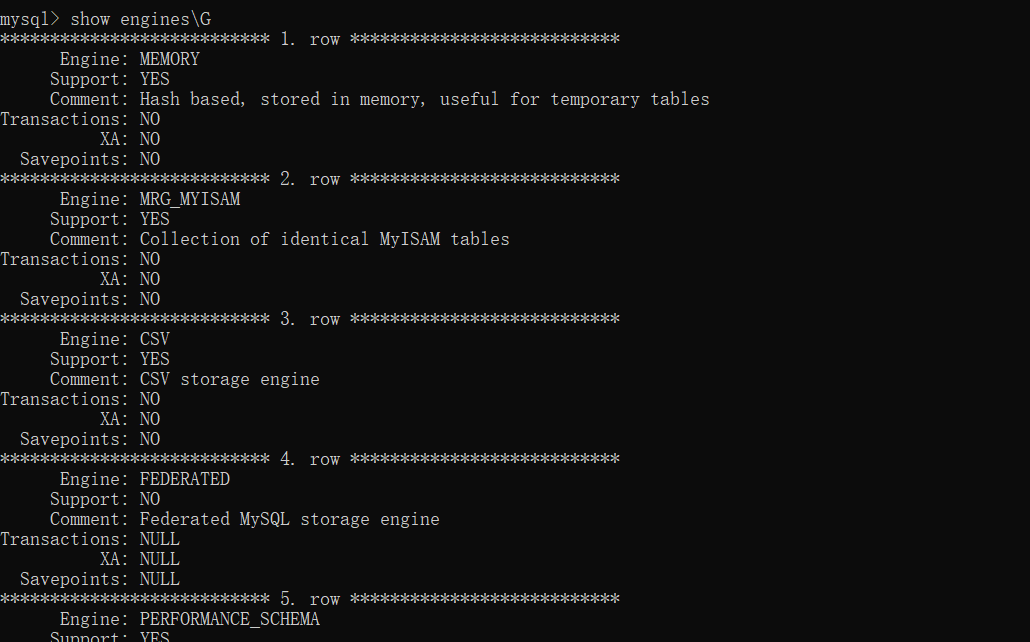 mysql> show engines\G
*************************** 1. row ***************************
      Engine: MEMORY
     Support: YES
     Comment: Hash based, stored in memory, useful for temporary tables
Transactions: NO
          XA: NO
  Savepoints: NO
*************************** 2. row ***************************
      Engine: MRG_MYISAM
     Support: YES
     Comment: Collection of identical MyISAM tables
Transactions: NO
          XA: NO
  Savepoints: NO
*************************** 3. row ***************************
      Engine: CSV
     Support: YES
     Comment: CSV storage engine
Transactions: NO
          XA: NO
  Savepoints: NO
*************************** 4. row ***************************
      Engine: FEDERATED
     Support: NO
     Comment: Federated MySQL storage engine
Transactions: NULL
          XA: NULL
  Savepoints: NULL
*************************** 5. row ***************************
      Engine: PERFORMANCE_SCHEMA
     Support: YES